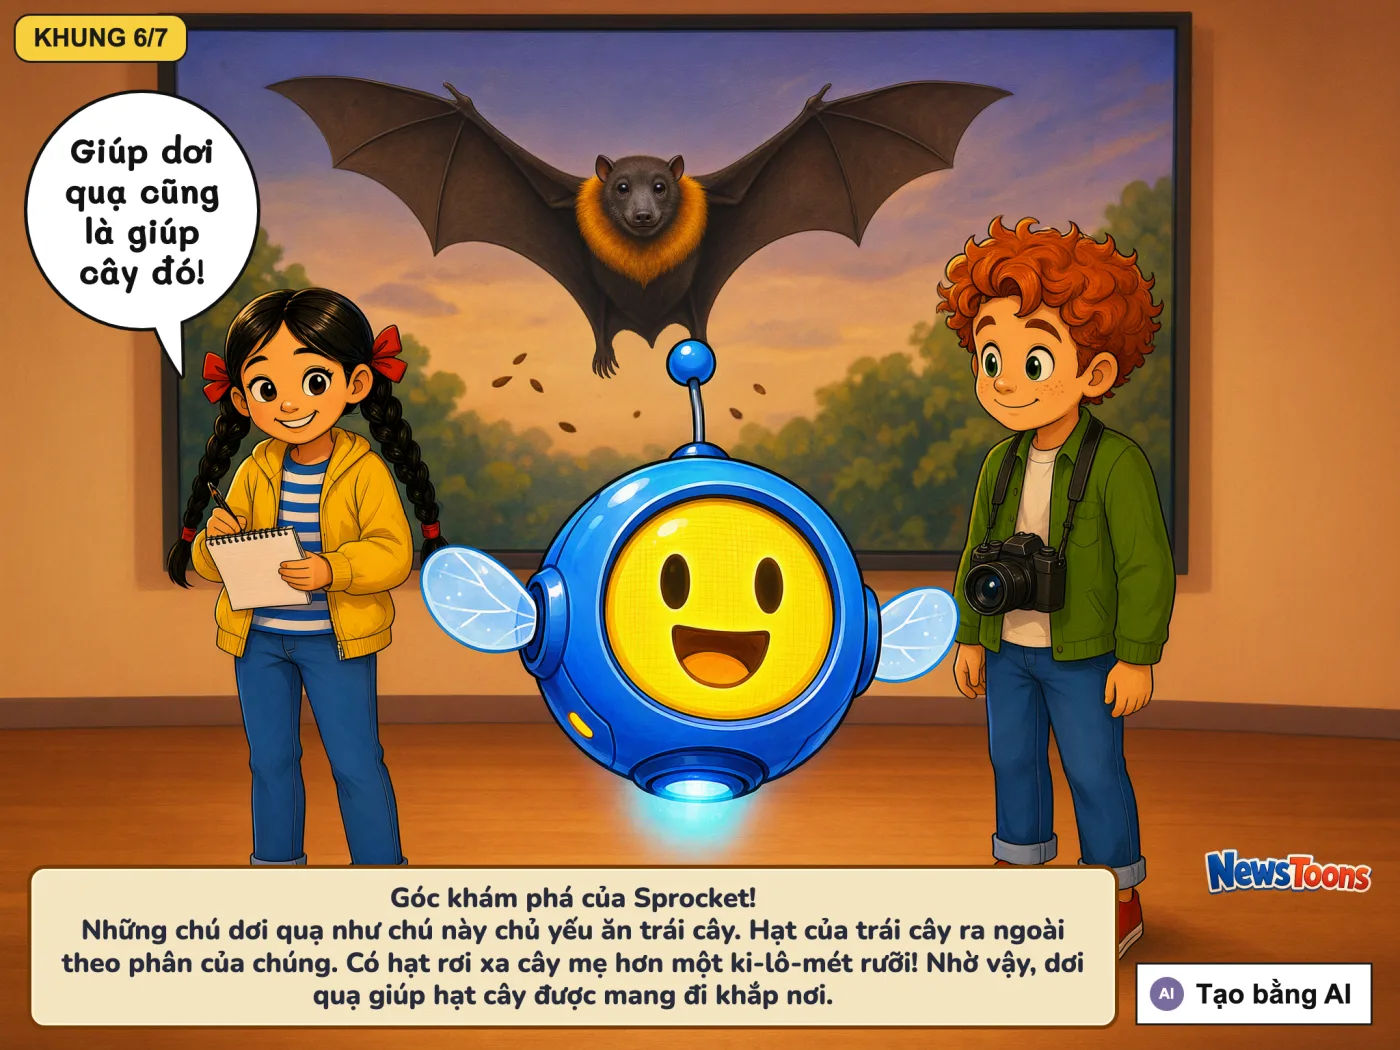 KHUNG 6/7
Giúp dơi
quạ cũng
là giúp
cây đó!
Góc khám phá của Sprocket!
Những chú dơi quạ như chú này chủ yếu ăn trái cây. Hạt của trái cây ra ngoài
theo phân của chúng. Có hạt rơi xa cây mẹ hơn một ki-lô-mét rưỡi! Nhờ vậy, dơi
quạ giúp hạt cây được mang đi khắp nơi.
NewsToons
AI Tạo bằng AI